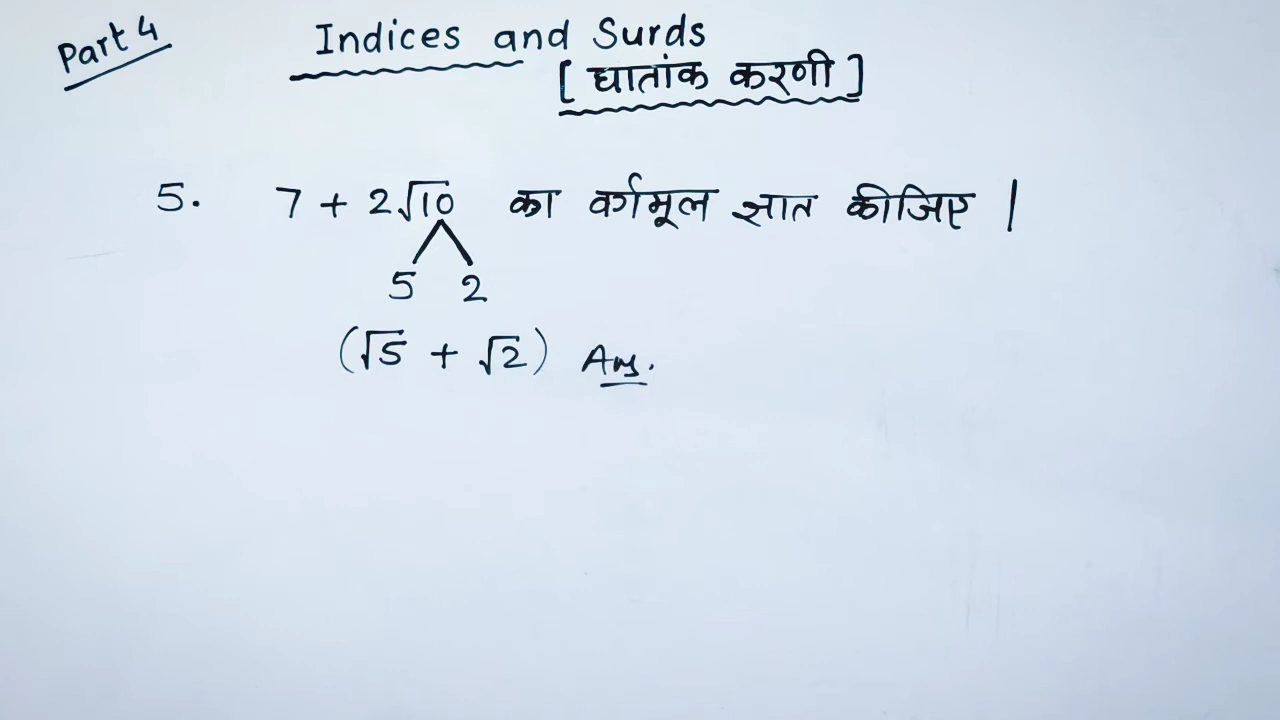 Part 4
Indices and Surds
[ घातांक करणी ]
5. 7 + 2√10 का वर्गमूल ज्ञात कीजिए |
5 2
(√5 + √2) Ans.